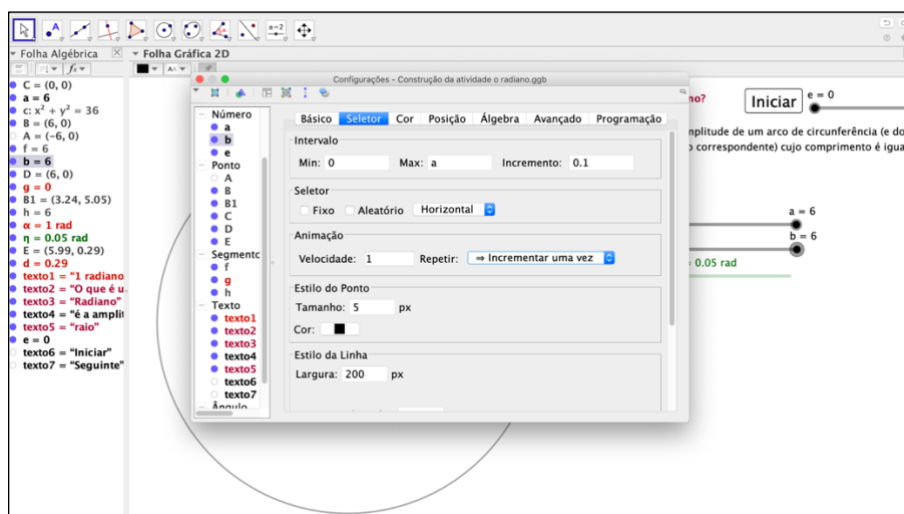 a=2
Folha Algébrica
Folha Gráfica 2D
C = (0, 0)
a = 6
c: x² + y² = 36
B = (6, 0)
A = (-6, 0)
f = 6
b = 6
D = (6, 0)
g = 0
B1 = (3.24, 5.05)
h = 6
α = 1 rad
η = 0.05 rad
E = (5.99, 0.29)
d = 0.29
texto1 = "1 radiano
texto2 = "O que é u
texto3 = "Radiano"
texto4 = "é a amplit
texto5 = "raio"
e = 0
texto6 = "Iniciar"
texto7 = "Seguinte"
Configurações - Construção da atividade o radiano.ggb
Número
a
b
e
Ponto
A
B
B1
C
D
E
Segmento
f
g
h
Texto
texto1
texto2
texto3
texto4
texto5
texto6
texto7
Ângulo
Básico Seletor Cor Posição Álgebra Avançado Programação
Intervalo
Min: 0 Max: a Incremento: 0.1
Seletor
Fixo Aleatório Horizontal
Animação
Velocidade: 1 Repetir: ⇒ Incrementar uma vez
Estilo do Ponto
Tamanho: 5 px
Cor:
Estilo da Linha
Largura: 200 px
no?
Iniciar
e = 0
mplitude de um arco de circunferência (e do
o correspondente) cujo comprimento é igua
a = 6
b = 6
= 0.05 rad